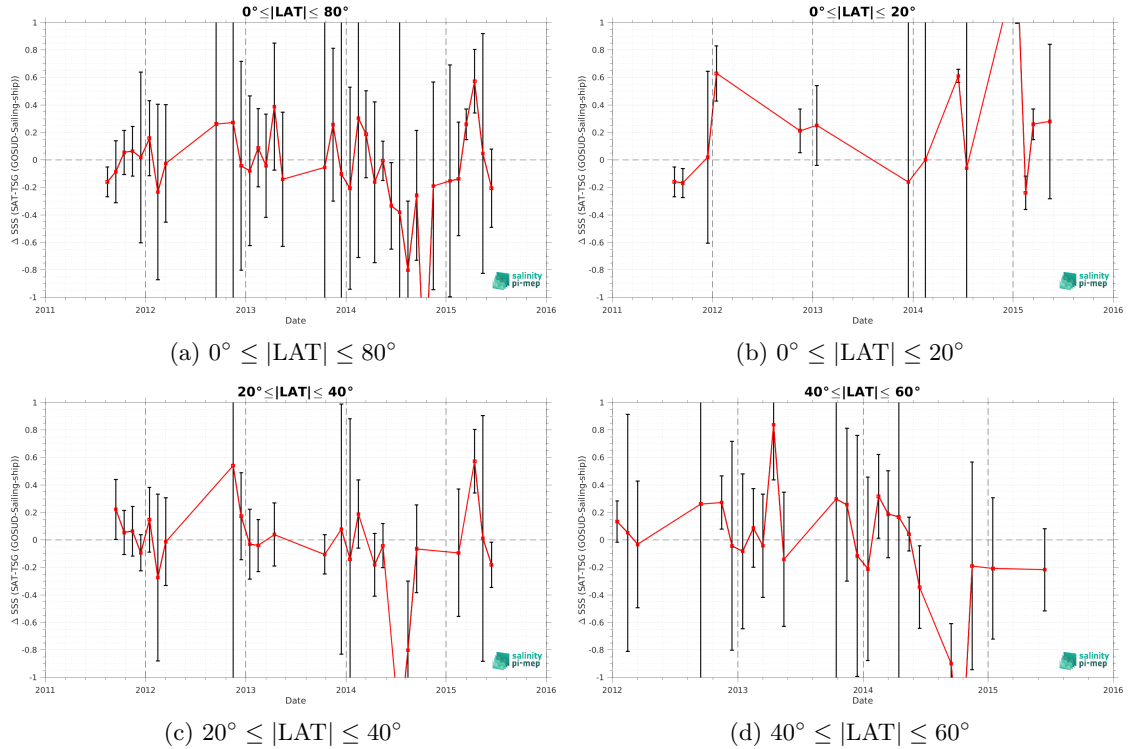 0°≤|LAT|≤ 80°
Δ SSS (SAT-TSG (GOSUD-Sailing-ship))
1
0.8
0.6
0.4
0.2
0
-0.2
-0.4
-0.6
-0.8
-1
2011 2012 2013 2014 2015 2016
Date
salinity
pi-mep
(a) 0° ≤ |LAT| ≤ 80°
0°≤|LAT|≤ 20°
Δ SSS (SAT-TSG (GOSUD-Sailing-ship))
1
0.8
0.6
0.4
0.2
0
-0.2
-0.4
-0.6
-0.8
-1
2011 2012 2013 2014 2015 2016
Date
salinity
pi-mep
(b) 0° ≤ |LAT| ≤ 20°
20°≤|LAT|≤ 40°
Δ SSS (SAT-TSG (GOSUD-Sailing-ship))
1
0.8
0.6
0.4
0.2
0
-0.2
-0.4
-0.6
-0.8
-1
2011 2012 2013 2014 2015 2016
Date
salinity
pi-mep
(c) 20° ≤ |LAT| ≤ 40°
40°≤|LAT|≤ 60°
Δ SSS (SAT-TSG (GOSUD-Sailing-ship))
1
0.8
0.6
0.4
0.2
0
-0.2
-0.4
-0.6
-0.8
-1
2012 2013 2014 2015 2016
Date
salinity
pi-mep
(d) 40° ≤ |LAT| ≤ 60°